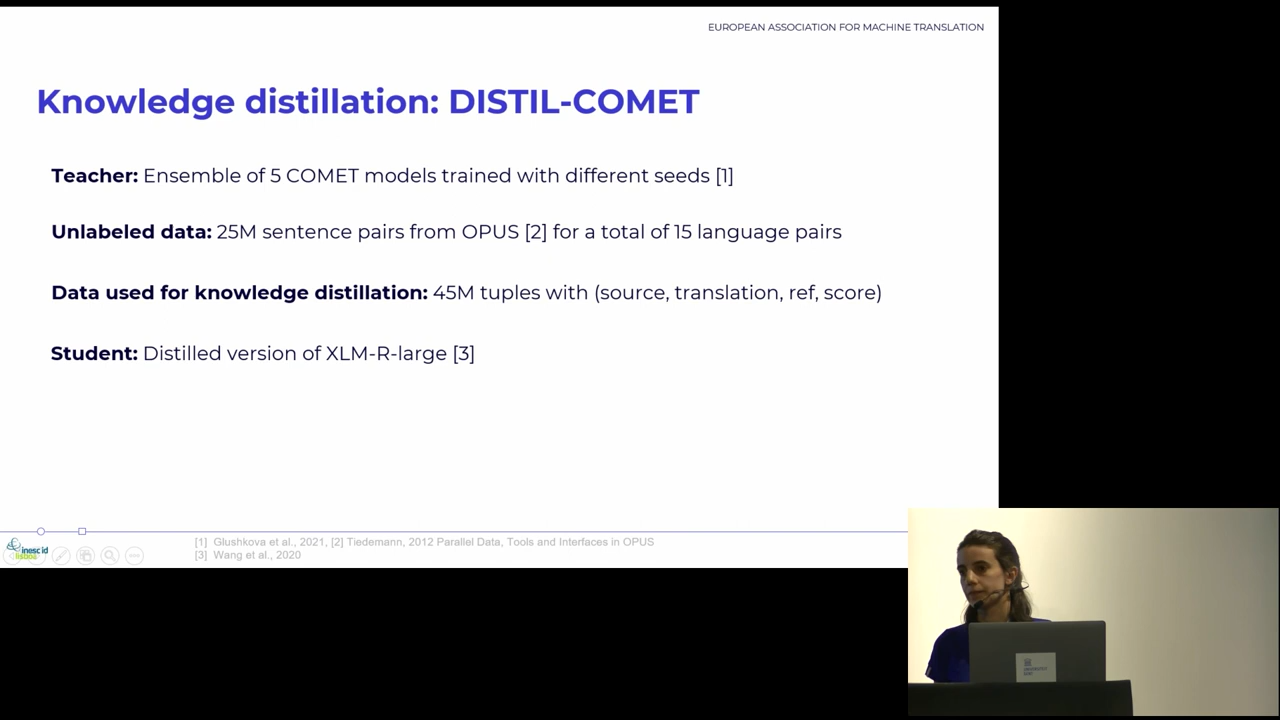 EUROPEAN ASSOCIATION FOR MACHINE TRANSLATION
Knowledge distillation: DISTIL-COMET
Teacher: Ensemble of 5 COMET models trained with different seeds [1]
Unlabeled data: 25M sentence pairs from OPUS [2] for a total of 15 language pairs
Data used for knowledge distillation: 45M tuples with (source, translation, ref, score)
Student: Distilled version of XLM-R-large [3]
[1] Glushkova et al., 2021, [2] Tiedemann, 2012 Parallel Data, Tools and Interfaces in OPUS
[3] Wang et al., 2020
inesc id
lisboa